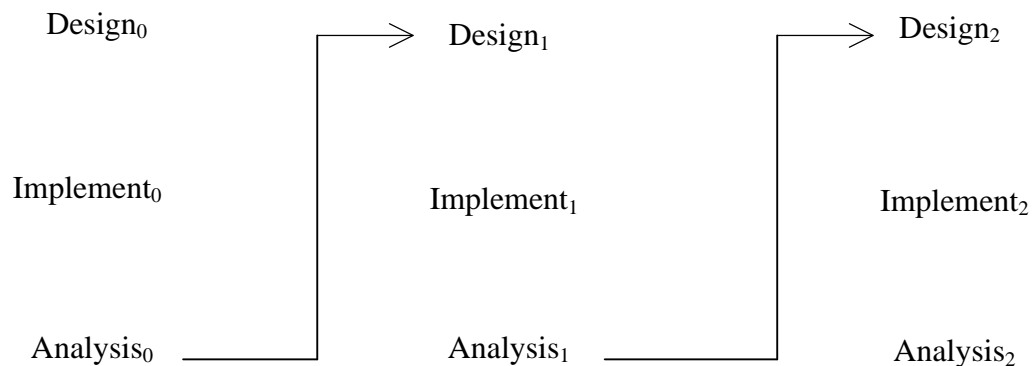 Design₀
Implement₀
Analysis₀
Design₁
Implement₁
Analysis₁
Design₂
Implement₂
Analysis₂